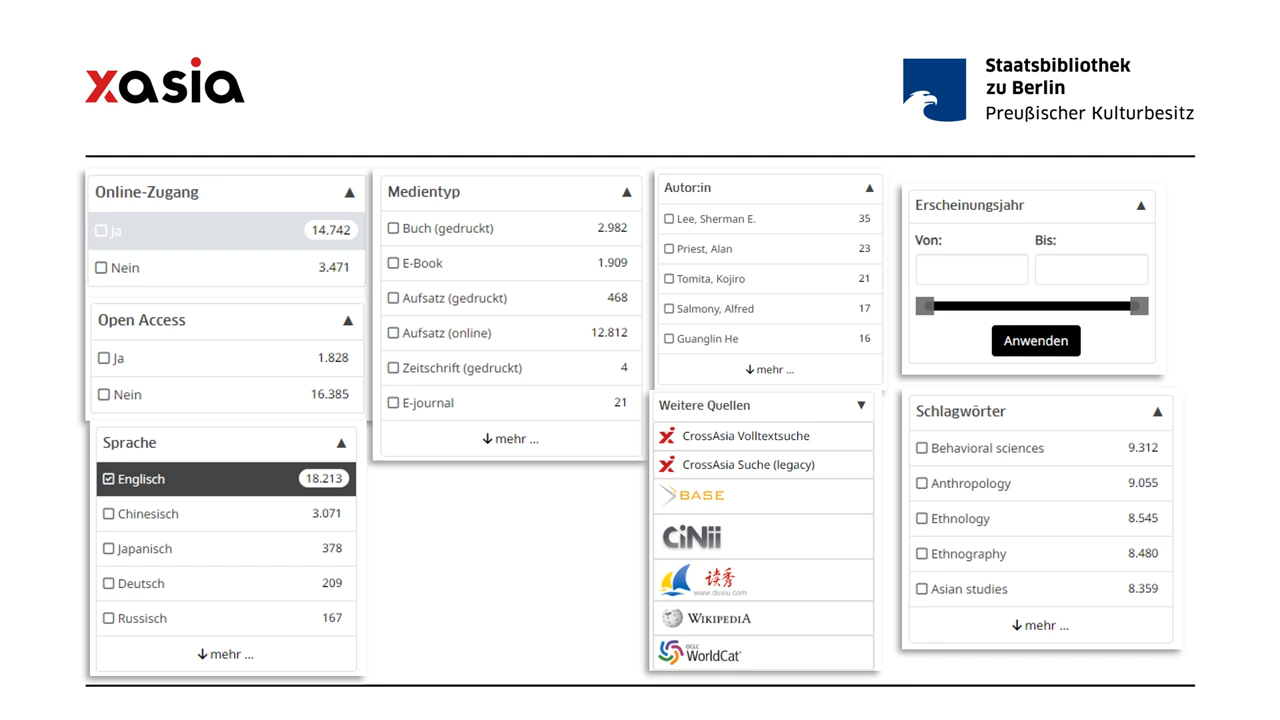 xasia
Staatsbibliothek
zu Berlin
Preußischer Kulturbesitz
Online-Zugang ▲
Ja 14.742
Nein 3.471
Open Access ▲
Ja 1.828
Nein 16.385
Sprache ▲
Englisch 18.213
Chinesisch 3.071
Japanisch 378
Deutsch 209
Russisch 167
mehr ...
Medientyp ▲
Buch (gedruckt) 2.982
E-Book 1.909
Aufsatz (gedruckt) 468
Aufsatz (online) 12.812
Zeitschrift (gedruckt) 4
E-journal 21
mehr ...
Autor:in ▲
Lee, Sherman E. 35
Priest, Alan 23
Tomita, Kojiro 21
Salmony, Alfred 17
Guanglin He 16
mehr ...
Weitere Quellen ▼
CrossAsia Volltextsuche
CrossAsia Suche (legacy)
BASE
CiNii
读秀
www.duxiu.com
WIKIPEDIA
OCLC
WorldCat
Erscheinungsjahr ▲
Von: Bis:
Anwenden
Schlagwörter ▲
Behavioral sciences 9.312
Anthropology 9.055
Ethnology 8.545
Ethnography 8.480
Asian studies 8.359
mehr ...